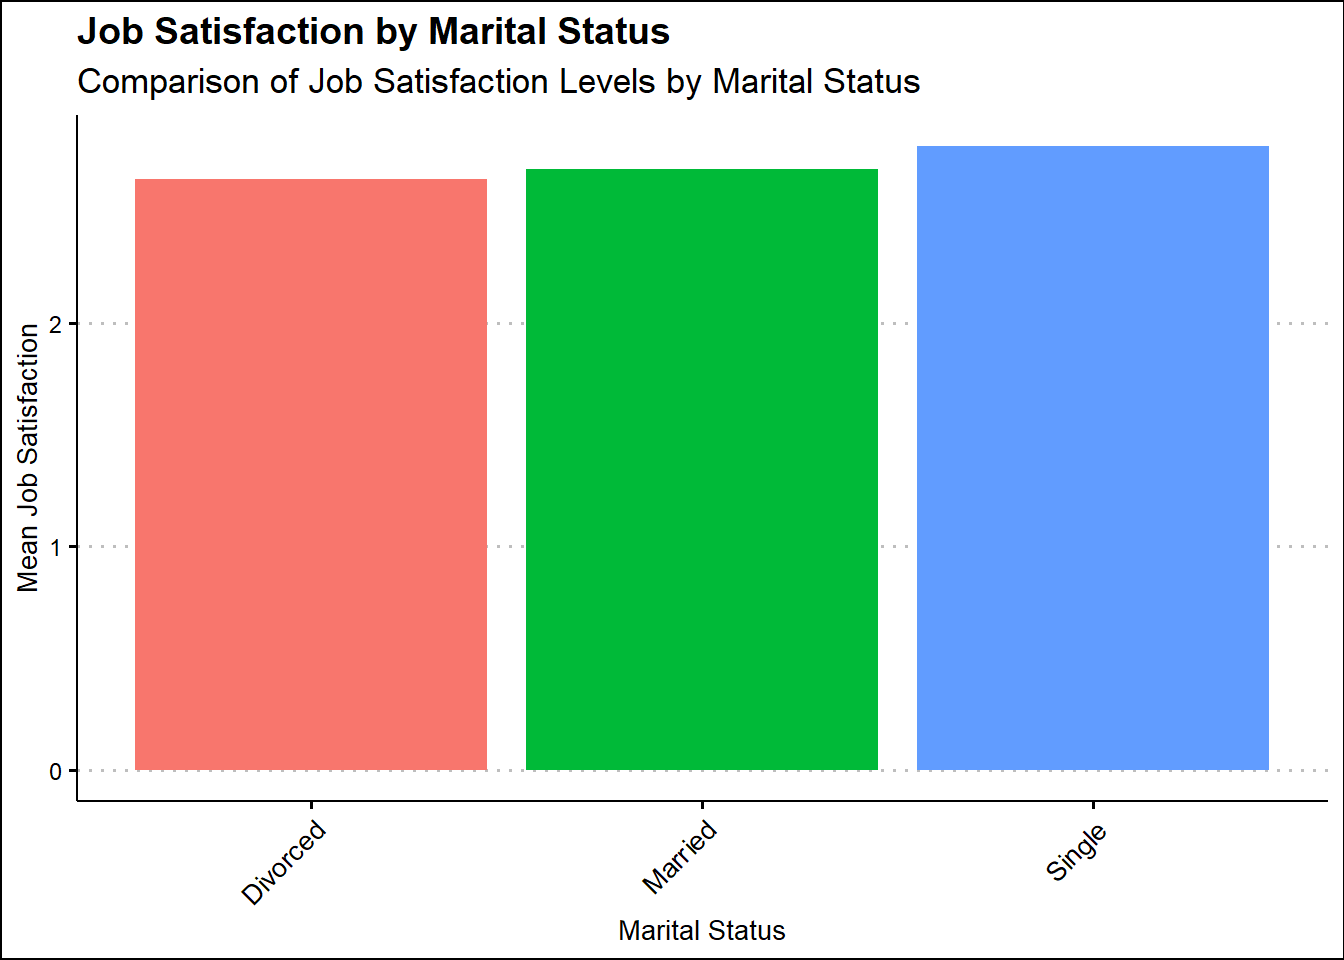 Job Satisfaction by Marital Status
Comparison of Job Satisfaction Levels by Marital Status
Mean Job Satisfaction
2
1
0
Divorced
Married
Single
Marital Status